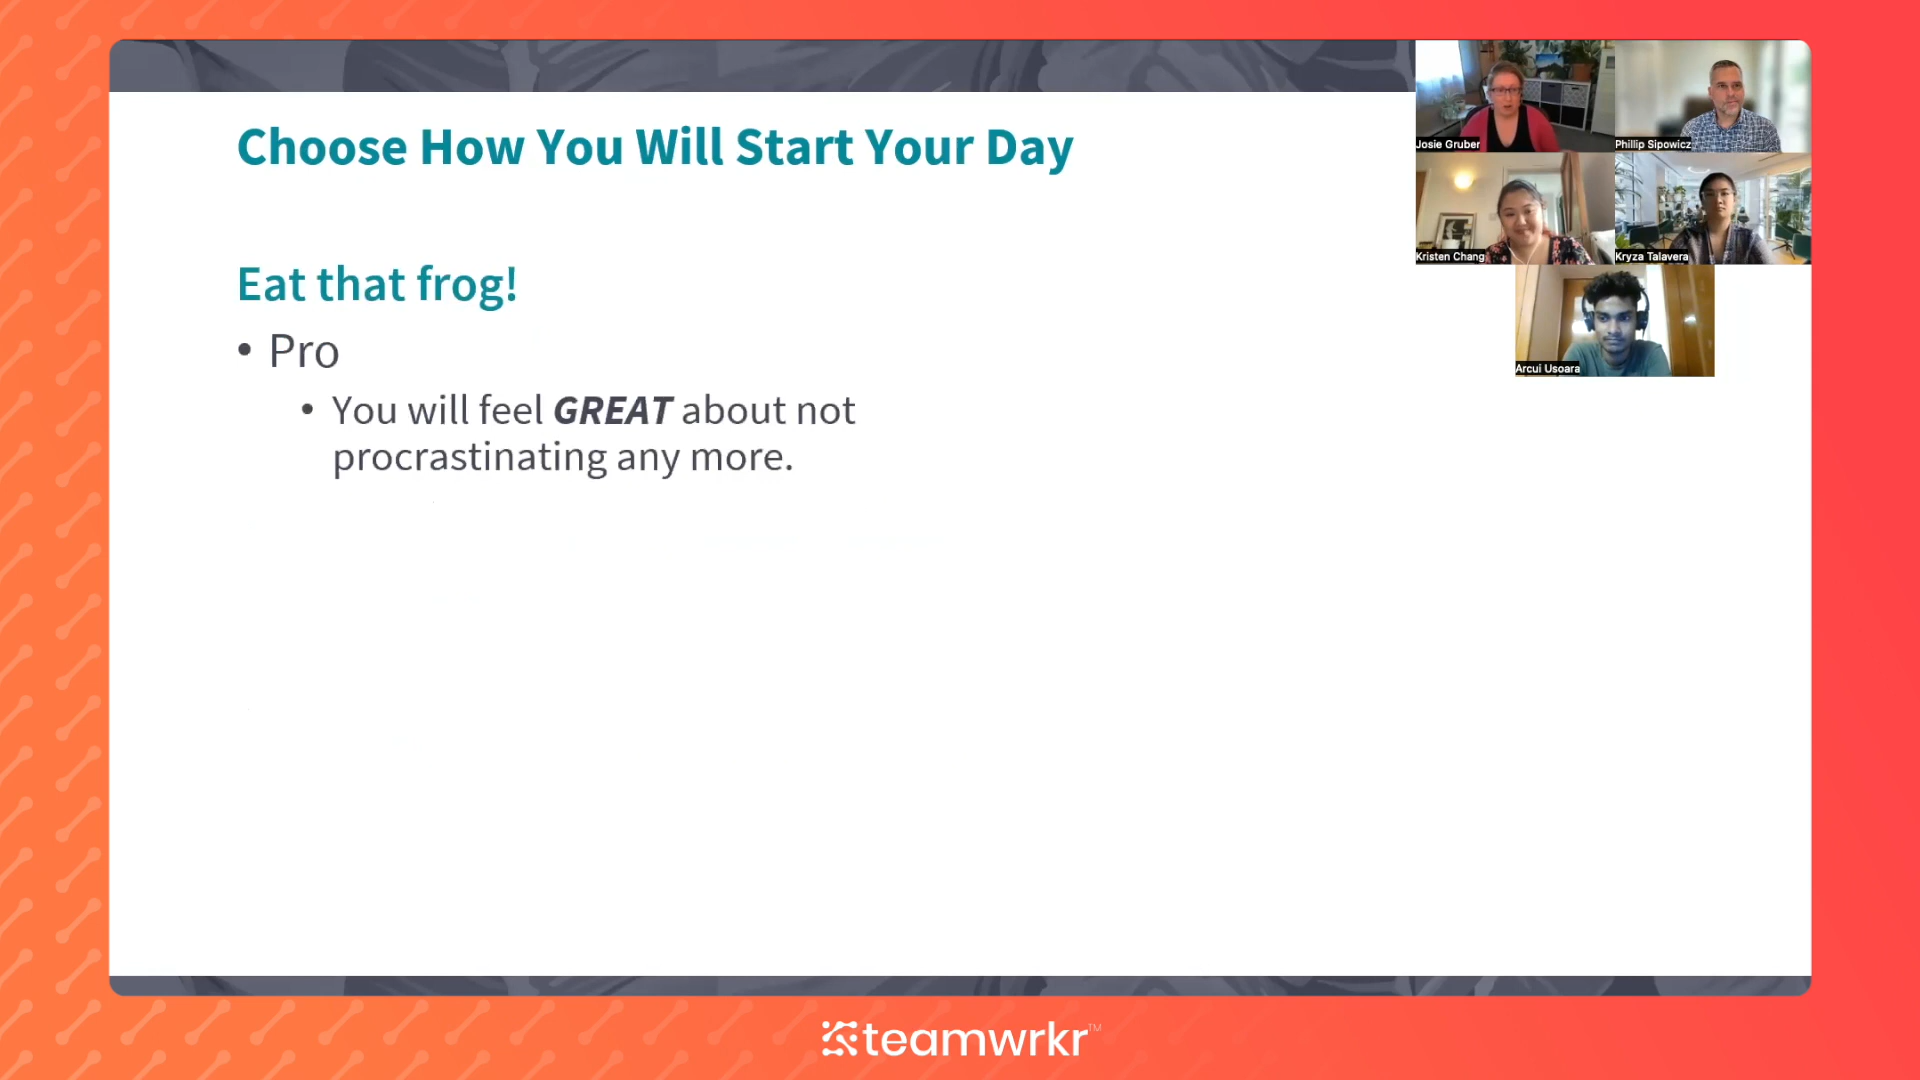 Choose How You Will Start Your Day
Eat that frog!
• Pro
• You will feel GREAT about not
procrastinating any more.
Josie Gruber
Phillip Sipowicz
Kristen Chang
Kryza Talavera
Arcui Usoara
teamwrkr™